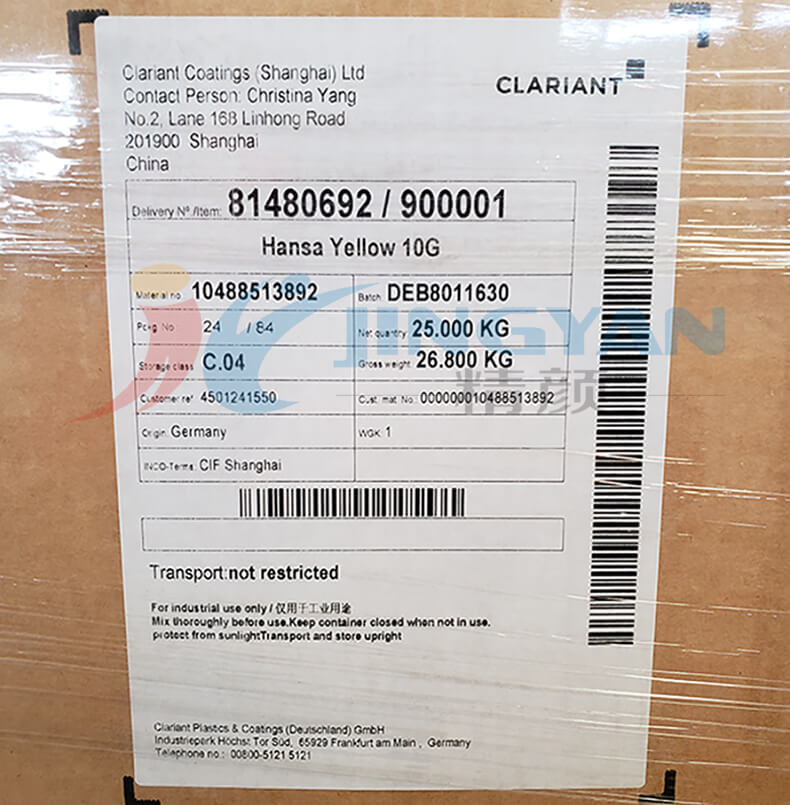 Clariant Coatings (Shanghai) Ltd
Contact Person: Christina Yang
No.2, Lane 168 Linhong Road
201900 Shanghai
China
CLARIANT
Delivery Nº./Item: 81480692 / 900001
Hansa Yellow 10G
Material no. 10488513892 Batch: DEB8011630
Pckg. No. 24 / 84 Net quantity: 25.000 KG
Storage class C.04 Gross weight: 26.800 KG
Customer ref. 4501241550 Cust. mat No.: 000000010488513892
Origin: Germany WGK: 1
INCO-Terms: CIF Shanghai
JINGYAN
精颜
Transport:not restricted
For industrial use only / 仅用于工业用途
Mix thoroughly before use.Keep container closed when not in use.
protect from sunlightTransport and store upright
Clariant Plastics & Coatings (Deutschland) GmbH
Industriepark Höchst Tor Süd, 65929 Frankfurt am Main , Germany
Telephone no.: 00800-5121 5121